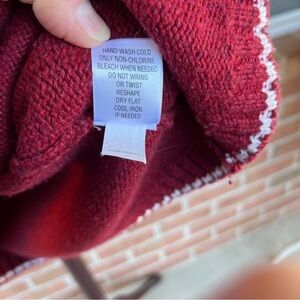 HAND WASH COLD
ONLY NON-CHLORINE
BLEACH WHEN NEEDED
DO NOT WRING
OR TWIST
RESHAPE
DRY FLAT
COOL IRON
IF NEEDED